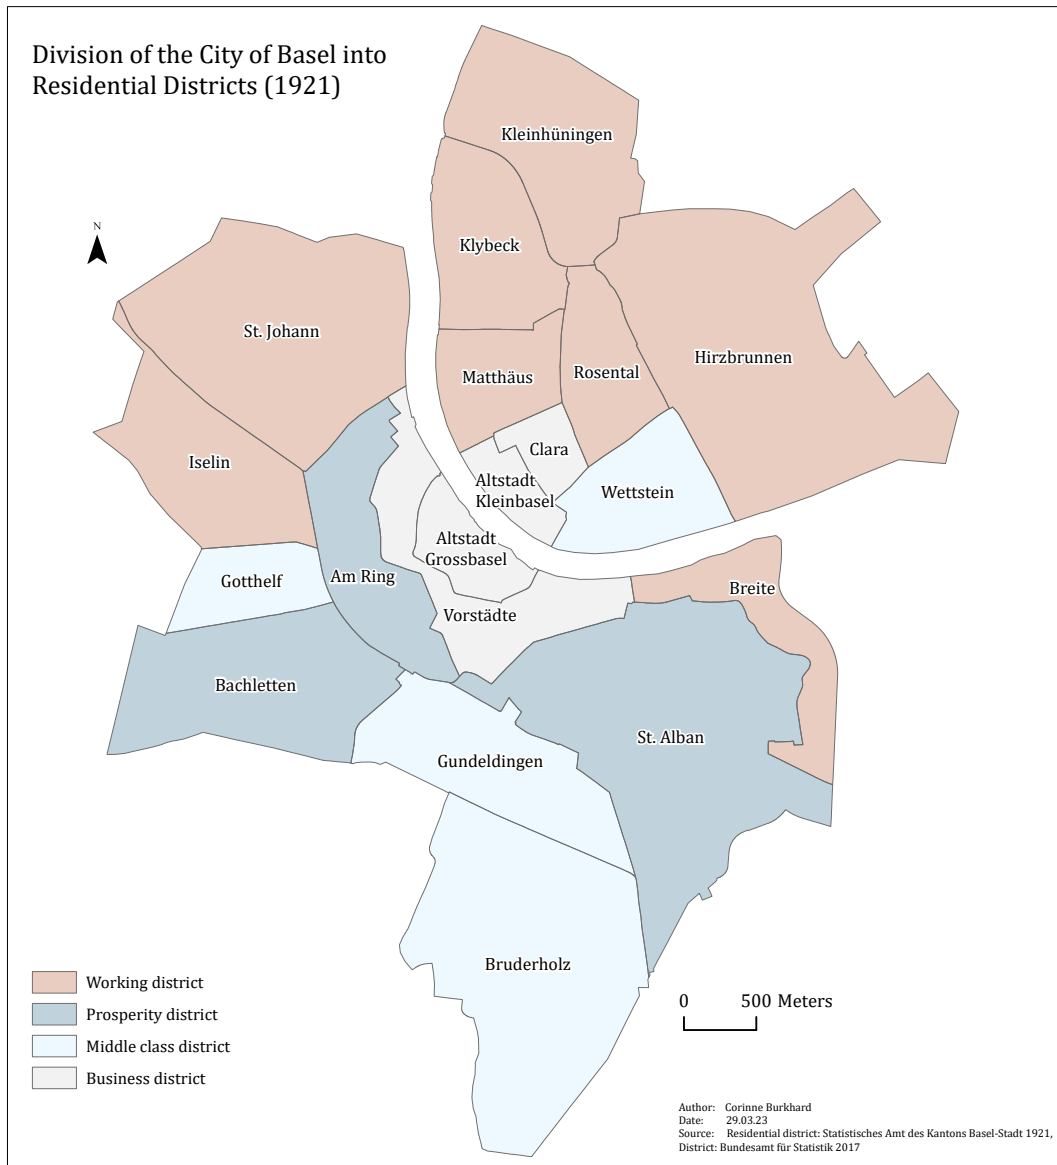 Division of the City of Basel into
Residential Districts (1921)
Kleinhüningen
N
Klybeck
St. Johann
Hirzbrunnen
Matthäus
Rosental
Clara
Iselin
Altstadt
Kleinbasel
Wettstein
Altstadt
Grossbasel
Am Ring
Gotthelf
Breite
Vorstädte
Bachletten
St. Alban
Gundeldingen
Bruderholz
Working district
Prosperity district
Middle class district
Business district
0 500 Meters
Author: Corinne Burkhard
Date: 29.03.23
Source: Residential district: Statistisches Amt des Kantons Basel-Stadt 1921,
District: Bundesamt für Statistik 2017